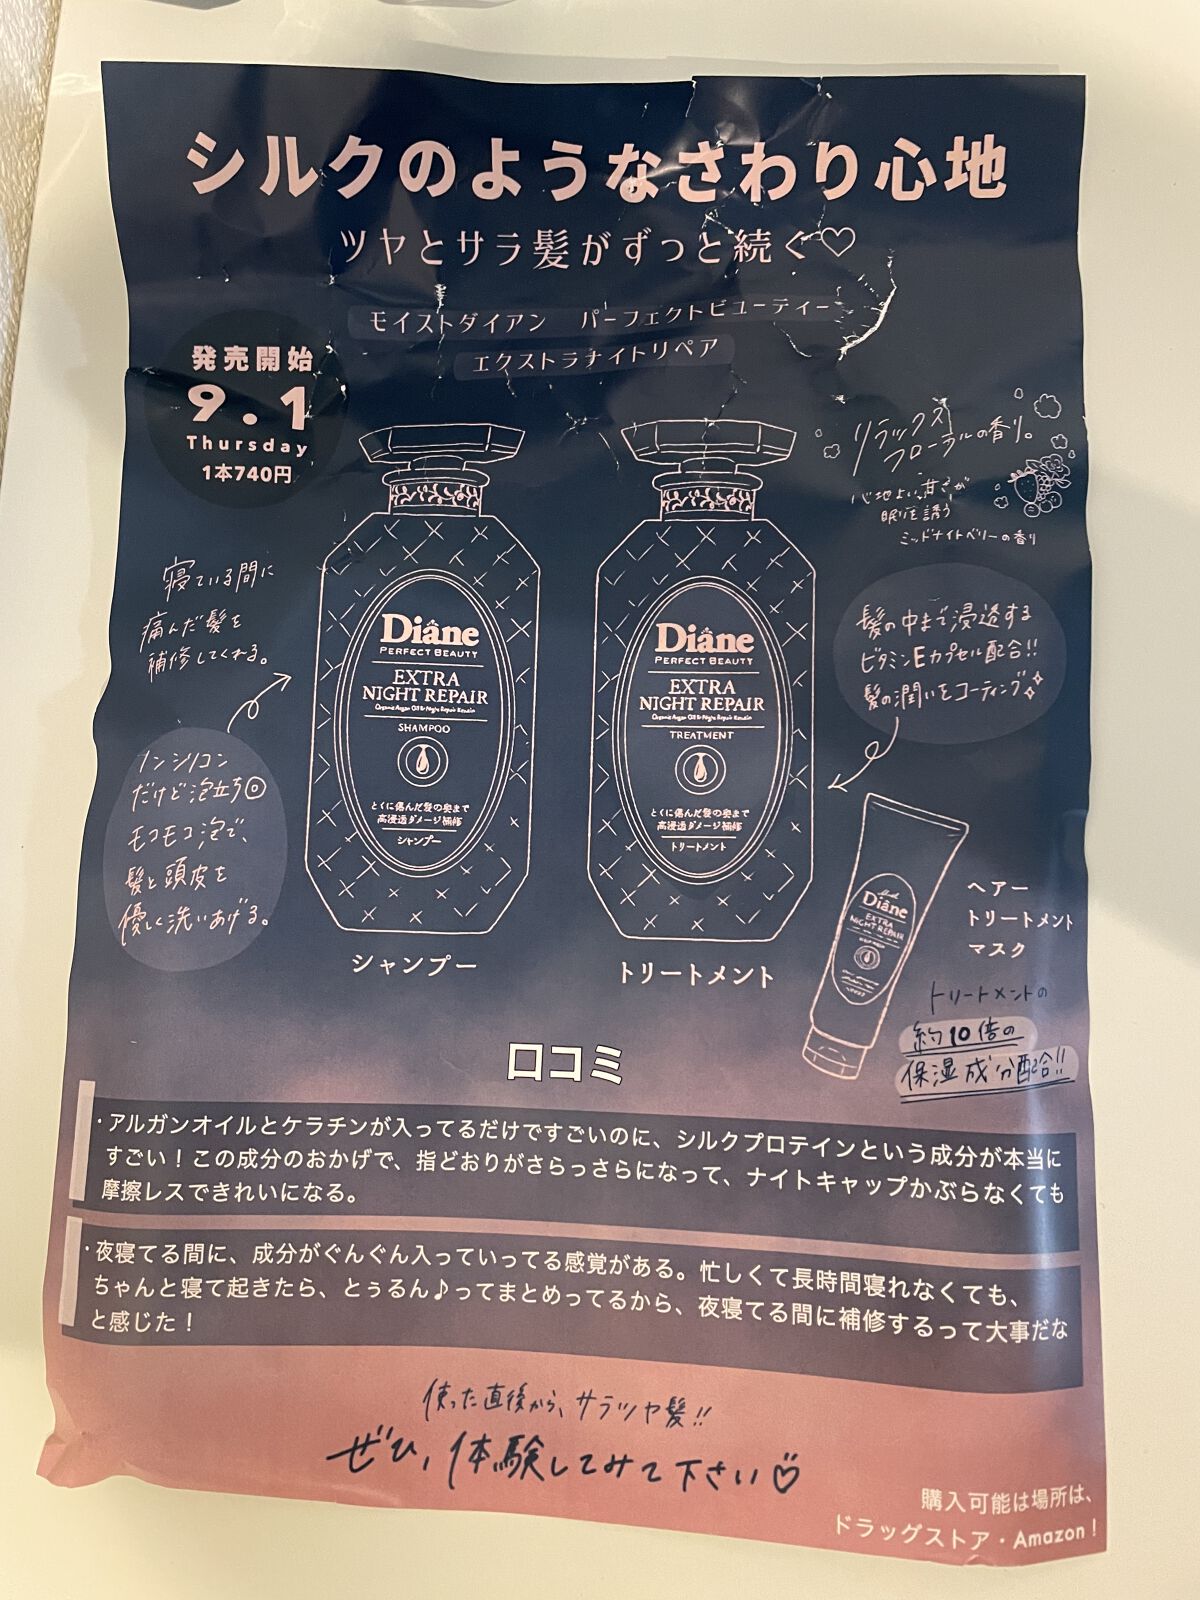 シルクのようなさわり心地
ツヤとサラ髪がずっと続く♡
モイストダイアン パーフェクトビューティー
エクストラナイトリペア
発売開始
9.1
Thursday
1本740円
リラックス
フローラルの香り。
心地よい甘さが
眠りを誘う
ミッドナイトベリーの香り
寝ている間に
痛んだ髪を
補修してくれる。
髪の中まで浸透する
ビタミンEカプセル配合!!
髪の潤いをコーティング
ノンシリコン
だけど泡立ち◎
モコモコ泡で、
髪と頭皮を
優しく洗いあげる。
Diane
PERFECT BEAUTY
EXTRA
NIGHT REPAIR
Organic Argan Oil & Night Repair Keratin
SHAMPOO
とくに傷んだ髪の奥まで
高浸透ダメージ補修
シャンプー
Diane
PERFECT BEAUTY
EXTRA
NIGHT REPAIR
Organic Argan Oil & Night Repair Keratin
TREATMENT
とくに傷んだ髪の奥まで
高浸透ダメージ補修
トリートメント
Diane
EXTRA
NIGHT REPAIR
ヘアー
トリートメント
マスク
シャンプー
トリートメント
トリートメントの
約10倍の
保湿成分配合!!
口コミ
・アルガンオイルとケラチンが入ってるだけですごいのに、シルクプロテインという成分が本当に
すごい！この成分のおかげで、指どおりがさらっさらになって、ナイトキャップかぶらなくても
摩擦レスできれいになる。
・夜寝てる間に、成分がぐんぐん入っていってる感覚がある。忙しくて長時間寝れなくても、
ちゃんと寝て起きたら、とぅるん♪ってまとめってるから、夜寝てる間に補修するって大事だな
と感じた！
使った直後から、サラツヤ髪!!
ぜひ、体験してみて下さい♡
購入可能は場所は、
ドラッグストア・Amazon！